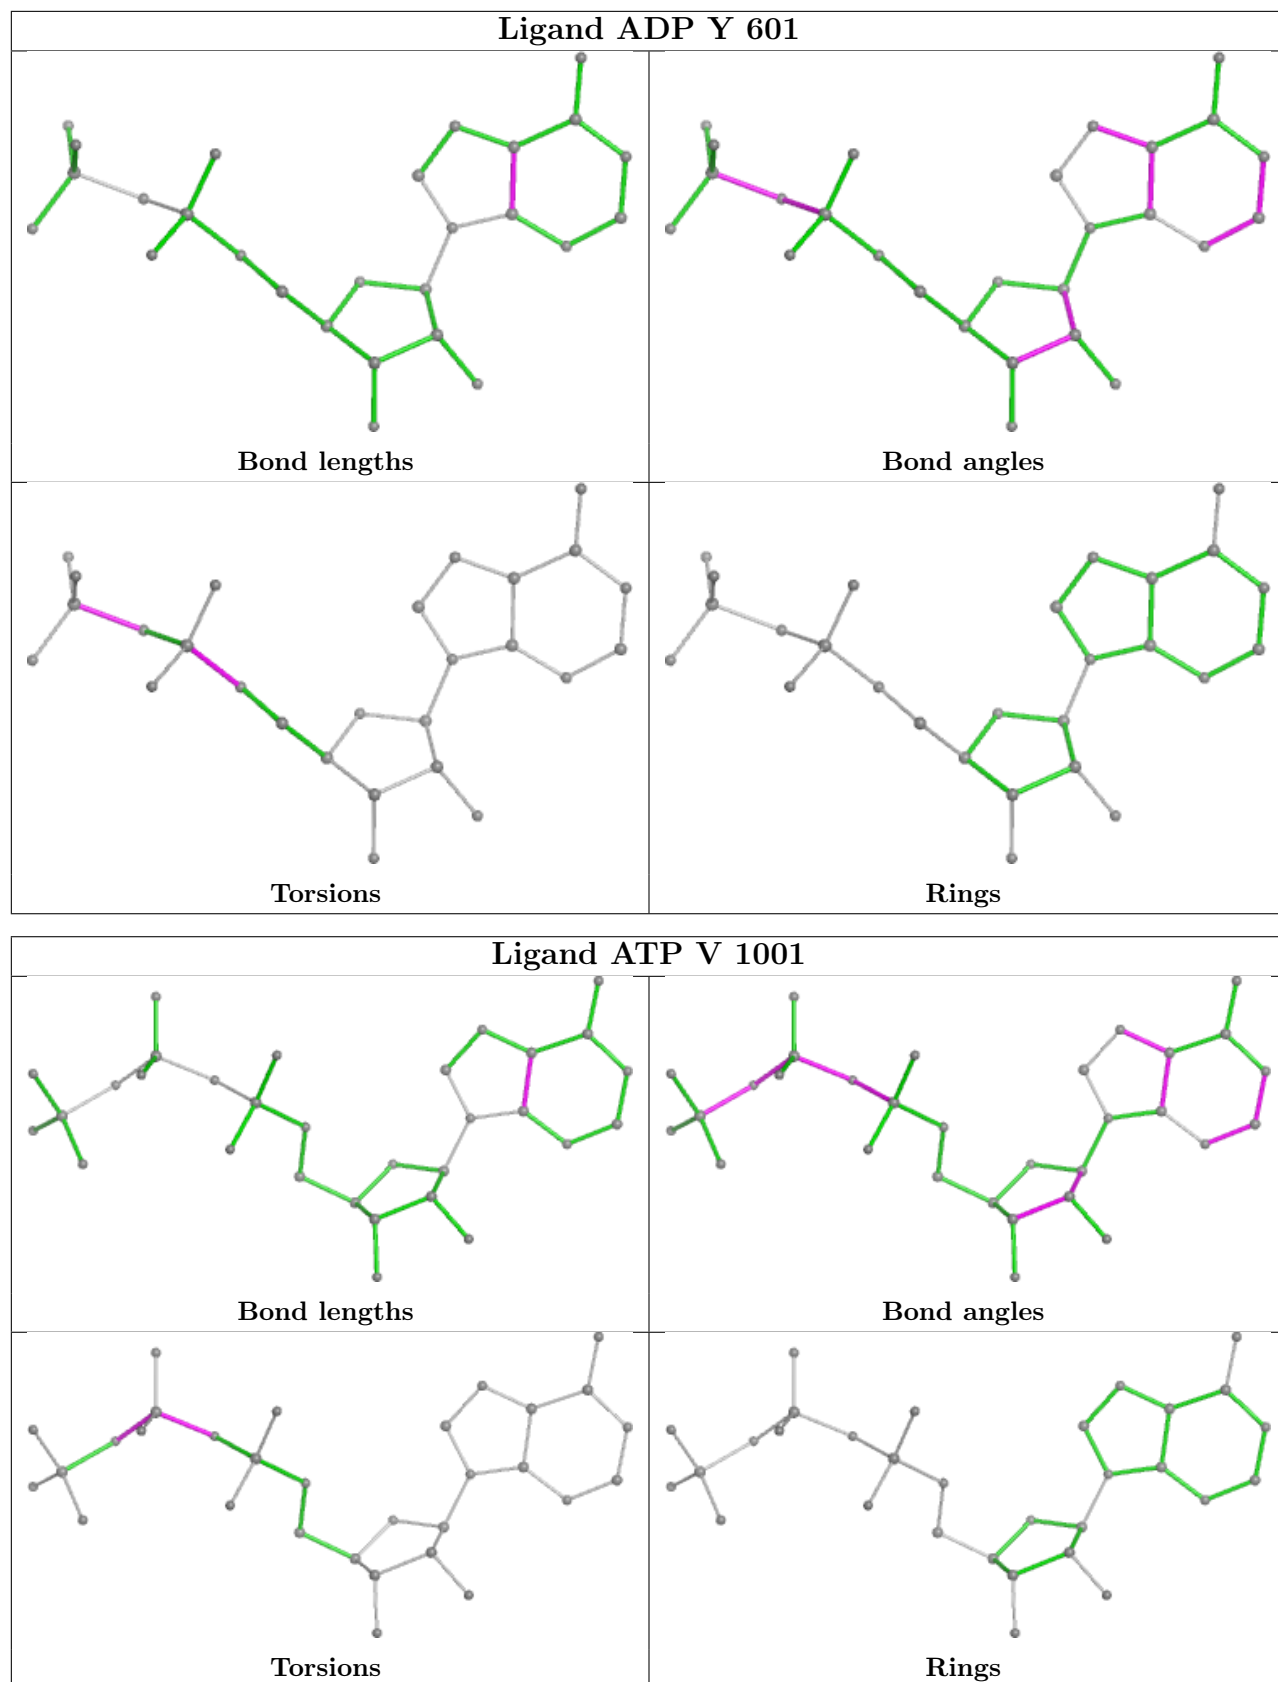 Ligand ADP Y 601
Bond lengths
Bond angles
Torsions
Rings
Ligand ATP V 1001
Bond lengths
Bond angles
Torsions
Rings